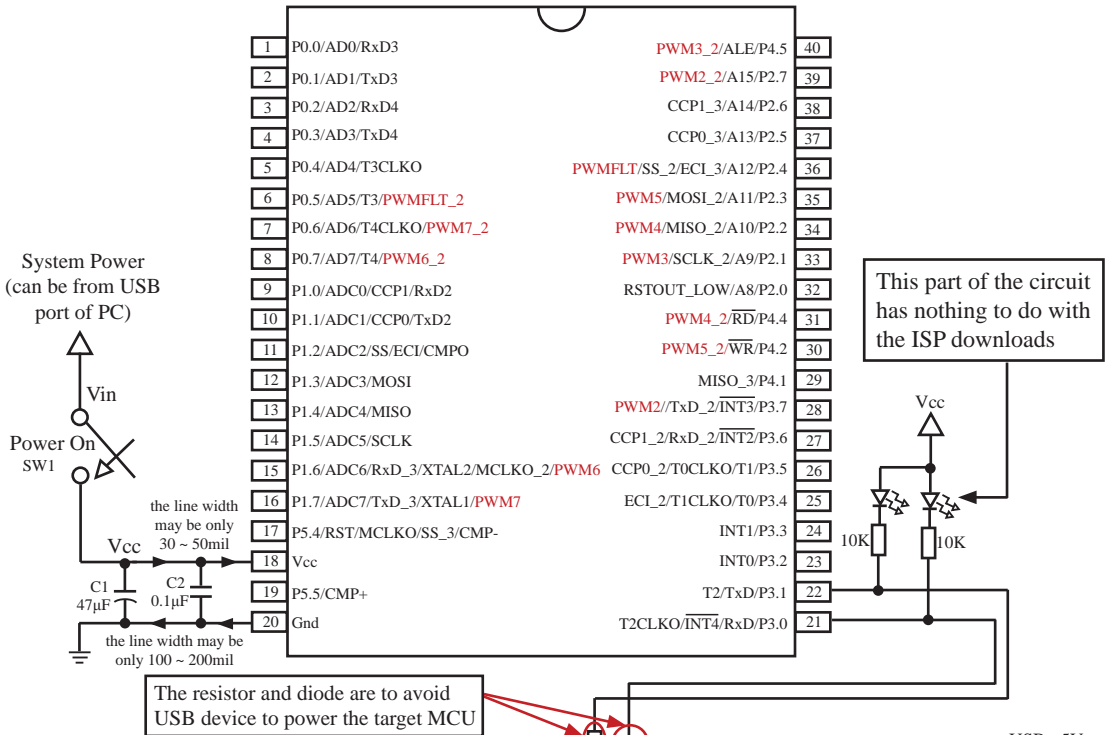 1 P0.0/AD0/RxD3
2 P0.1/AD1/TxD3
3 P0.2/AD2/RxD4
4 P0.3/AD3/TxD4
5 P0.4/AD4/T3CLKO
6 P0.5/AD5/T3/PWMFLT_2
7 P0.6/AD6/T4CLKO/PWM7_2
8 P0.7/AD7/T4/PWM6_2
9 P1.0/ADC0/CCP1/RxD2
10 P1.1/ADC1/CCP0/TxD2
11 P1.2/ADC2/SS/ECI/CMPO
12 P1.3/ADC3/MOSI
13 P1.4/ADC4/MISO
14 P1.5/ADC5/SCLK
15 P1.6/ADC6/RxD_3/XTAL2/MCLKO_2/PWM6
16 P1.7/ADC7/TxD_3/XTAL1/PWM7
17 P5.4/RST/MCLKO/SS_3/CMP-
18 Vcc
19 P5.5/CMP+
20 Gnd
PWM3_2/ALE/P4.5 40
PWM2_2/A15/P2.7 39
CCP1_3/A14/P2.6 38
CCP0_3/A13/P2.5 37
PWMFLT/SS_2/ECI_3/A12/P2.4 36
PWM5/MOSI_2/A11/P2.3 35
PWM4/MISO_2/A10/P2.2 34
PWM3/SCLK_2/A9/P2.1 33
RSTOUT_LOW/A8/P2.0 32
PWM4_2/RD/P4.4 31
PWM5_2/WR/P4.2 30
MISO_3/P4.1 29
PWM2//TxD_2/INT3/P3.7 28
CCP1_2/RxD_2/INT2/P3.6 27
CCP0_2/T0CLKO/T1/P3.5 26
ECI_2/T1CLKO/T0/P3.4 25
INT1/P3.3 24
INT0/P3.2 23
T2/TxD/P3.1 22
T2CLKO/INT4/RxD/P3.0 21
System Power
(can be from USB
port of PC)
Vin
Power On
SW1
the line width
may be only
30 ~ 50mil
Vcc
C1
47μF
C2
0.1μF
the line width may be
only 100 ~ 200mil
This part of the circuit
has nothing to do with
the ISP downloads
Vcc
10K
10K
The resistor and diode are to avoid
USB device to power the target MCU